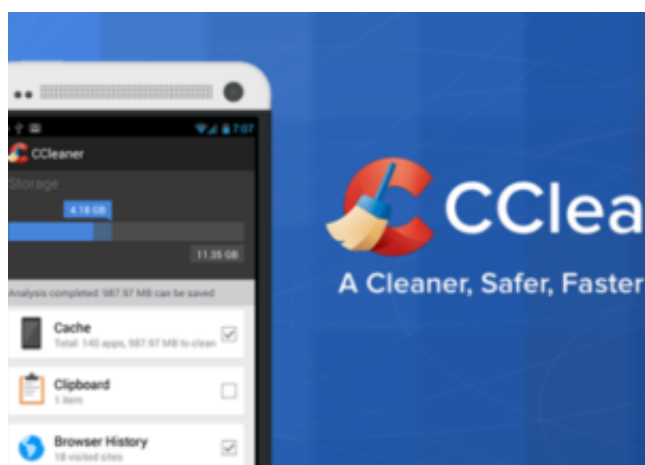 7:07
CCleaner
Storage
4.18 GB
11.35 GB
Analysis completed: 987.97 MB can be saved
Cache
Total: 140 apps, 987.97 MB to clean
Clipboard
1 item
Browser History
18 visited sites
CClea
A Cleaner, Safer, Faster